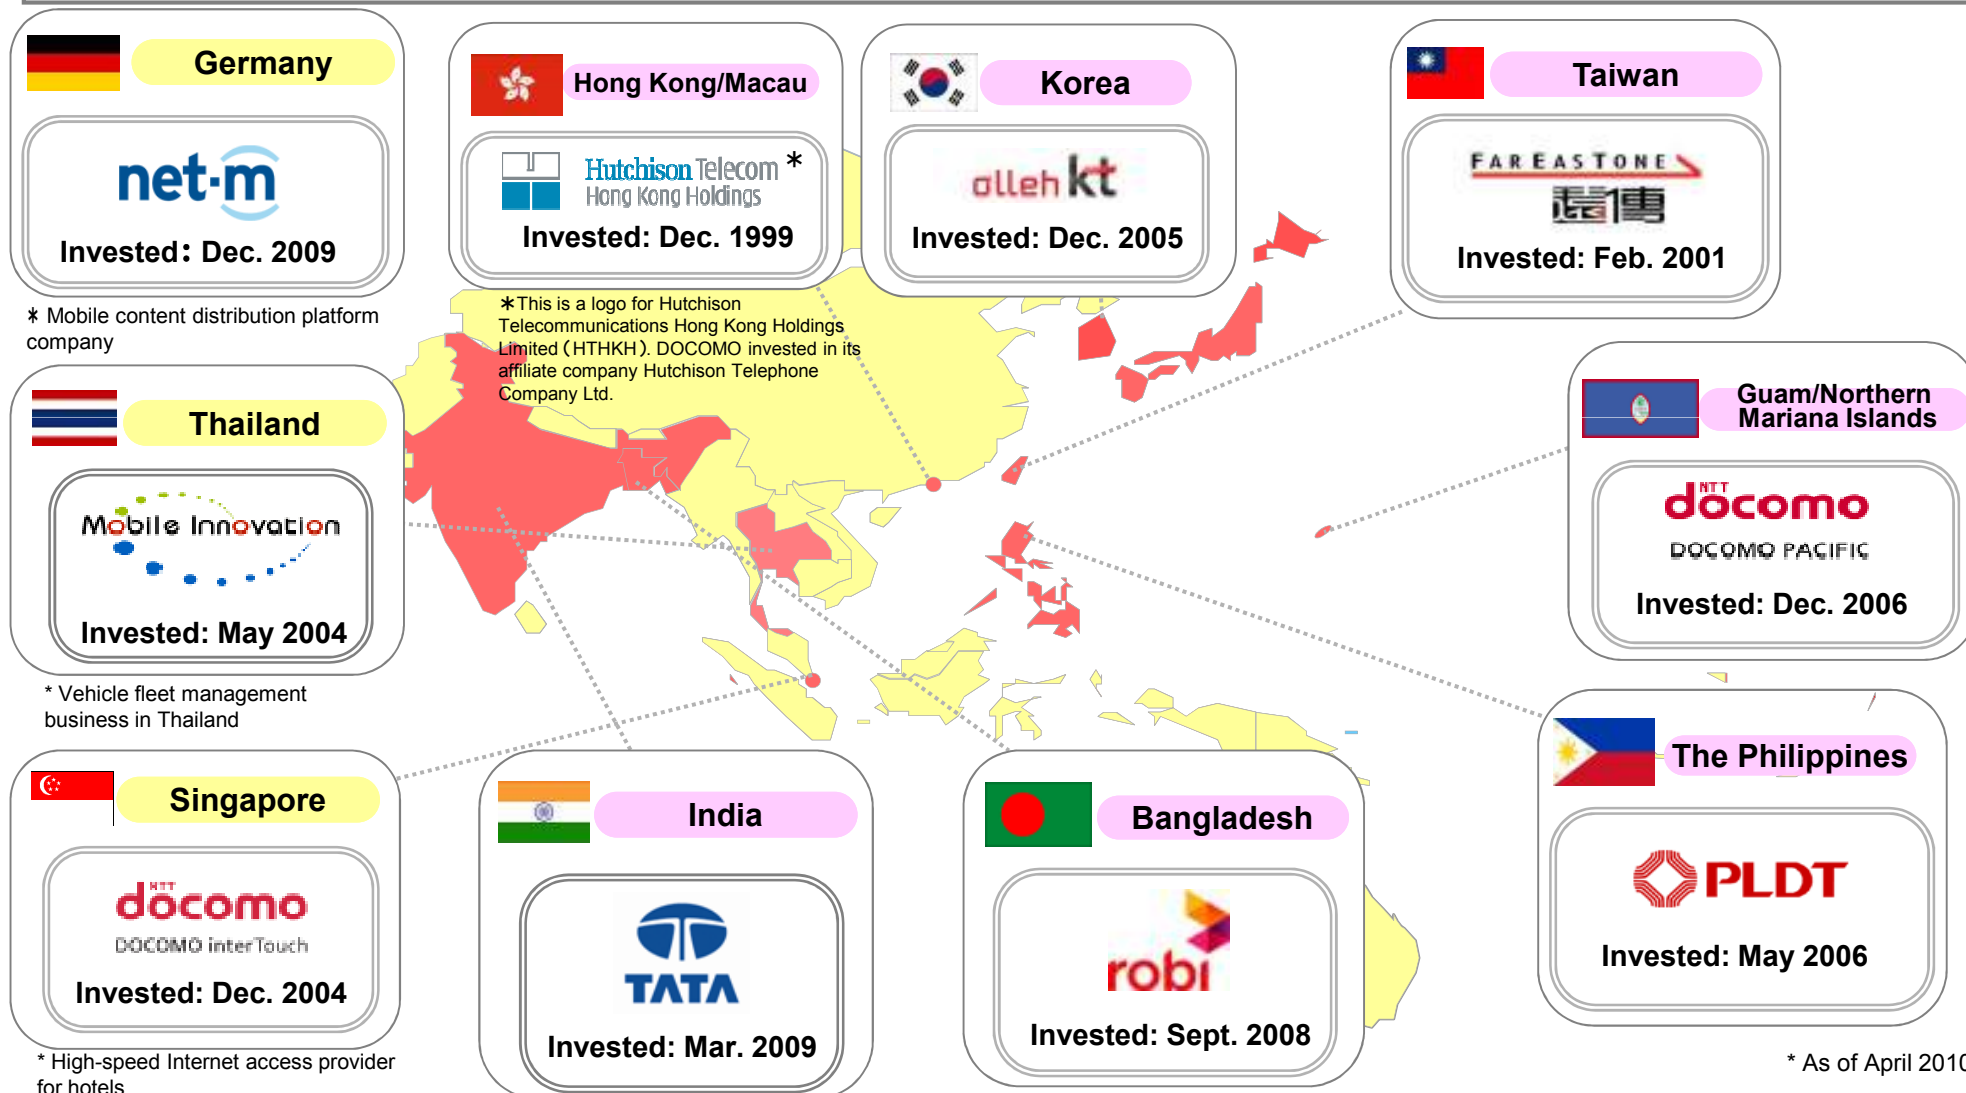 Germany
net-m
Invested: Dec. 2009
* Mobile content distribution platform
company
Hong Kong/Macau
Hutchison Telecom *
Hong Kong Holdings
Invested: Dec. 1999
*This is a logo for Hutchison
Telecommunications Hong Kong Holdings
Limited (HTHKH). DOCOMO invested in its
affiliate company Hutchison Telephone
Company Ltd.
Korea
olleh kt
Invested: Dec. 2005
Taiwan
FAREASTONE
遠傳
Invested: Feb. 2001
Thailand
Mobile Innovation
Invested: May 2004
* Vehicle fleet management
business in Thailand
Guam/Northern
Mariana Islands
NTT
docomo
DOCOMO PACIFIC
Invested: Dec. 2006
Singapore
NTT
docomo
DOCOMO interTouch
Invested: Dec. 2004
* High-speed Internet access provider
for hotels
India
TATA
Invested: Mar. 2009
Bangladesh
robi
Invested: Sept. 2008
The Philippines
PLDT
Invested: May 2006
* As of April 2010